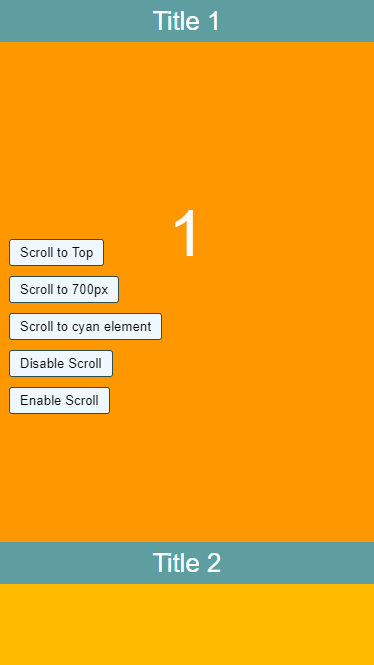 Title 1
1
Scroll to Top
Scroll to 700px
Scroll to cyan element
Disable Scroll
Enable Scroll
Title 2